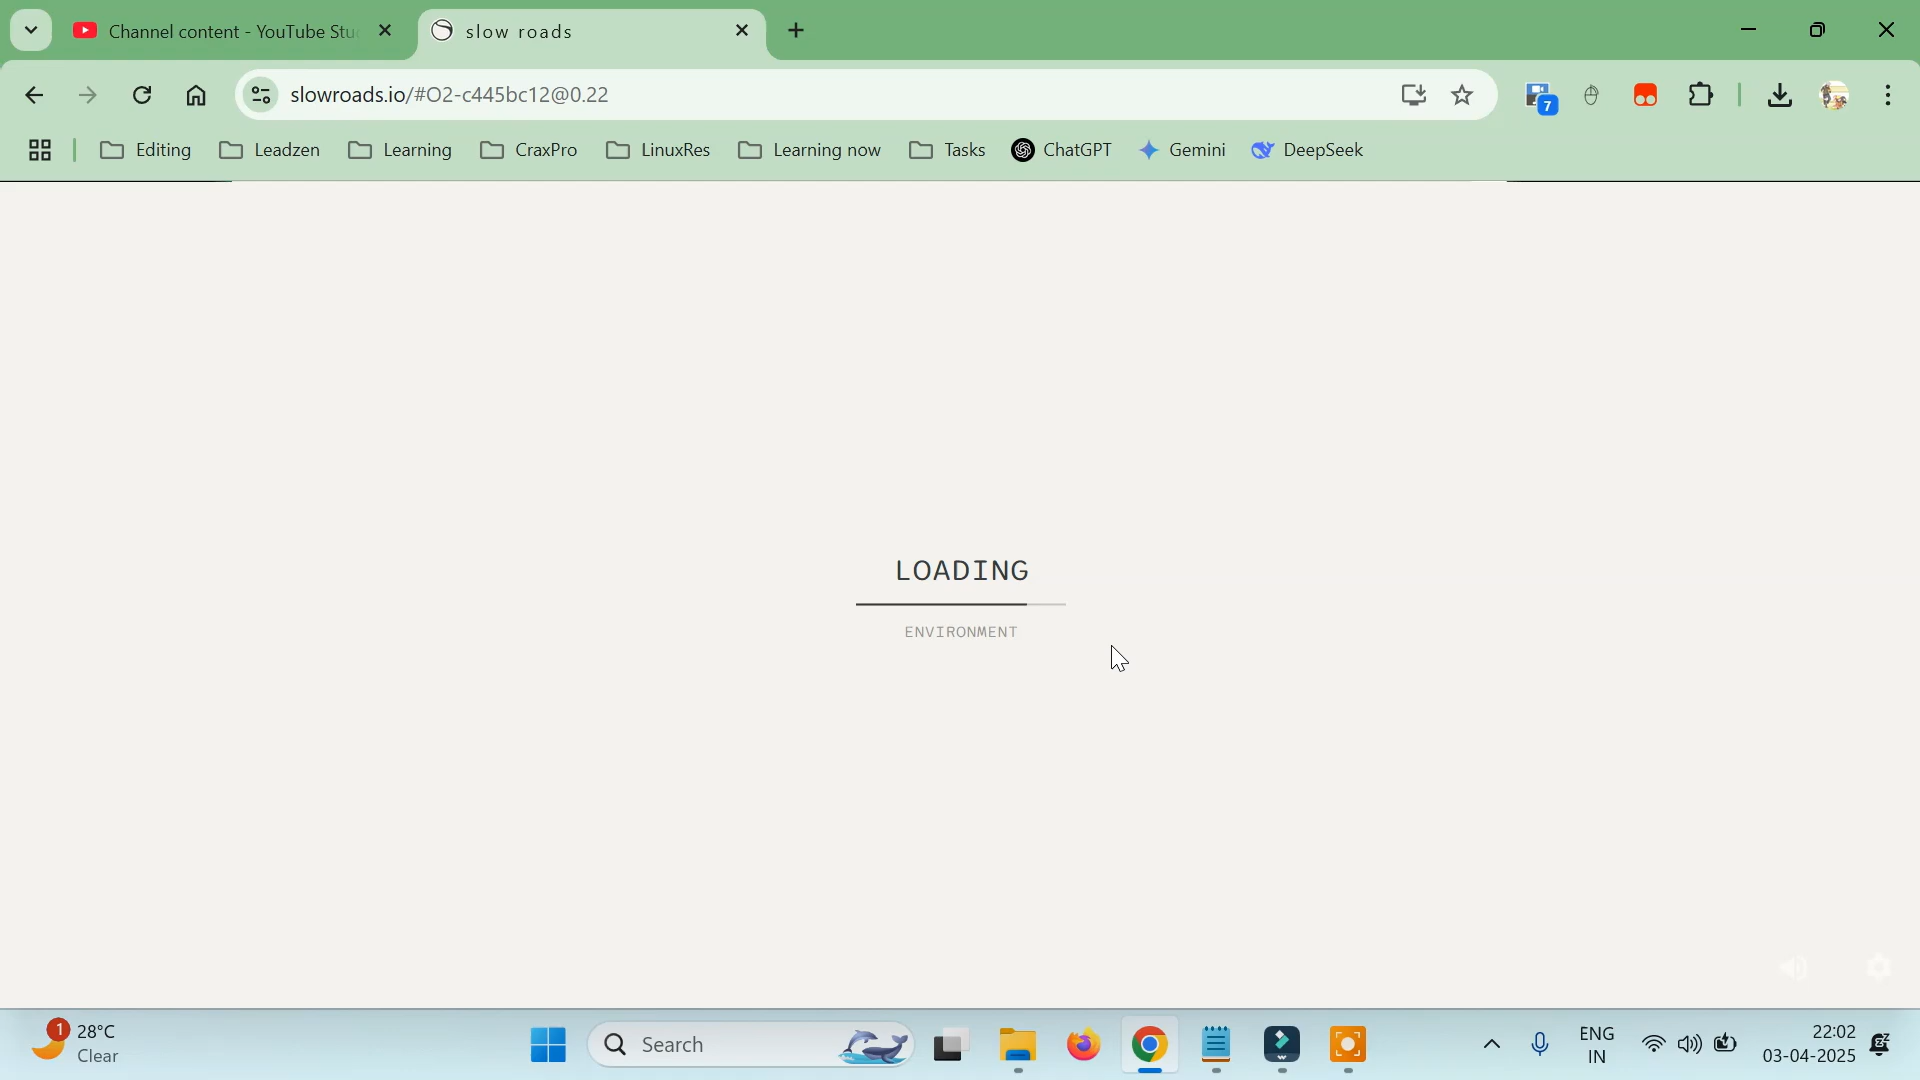 Channel content - YouTube Stu
slow roads
slowroads.io/#O2-c445bc12@0.22
7
Editing
Leadzen
Learning
CraxPro
LinuxRes
Learning now
Tasks
ChatGPT
Gemini
DeepSeek
LOADING
ENVIRONMENT
1
28°C
Clear
Search
ENG
IN
22:02
03-04-2025